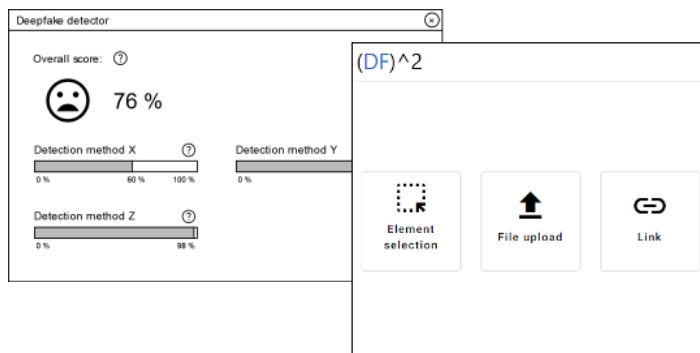 Deepfake detector
Overall score: ?
76 %
Detection method X ?
0 % 60 % 100 %
Detection method Y
0 %
Detection method Z ?
0 % 98 %
(DF)^2
Element selection
File upload
Link